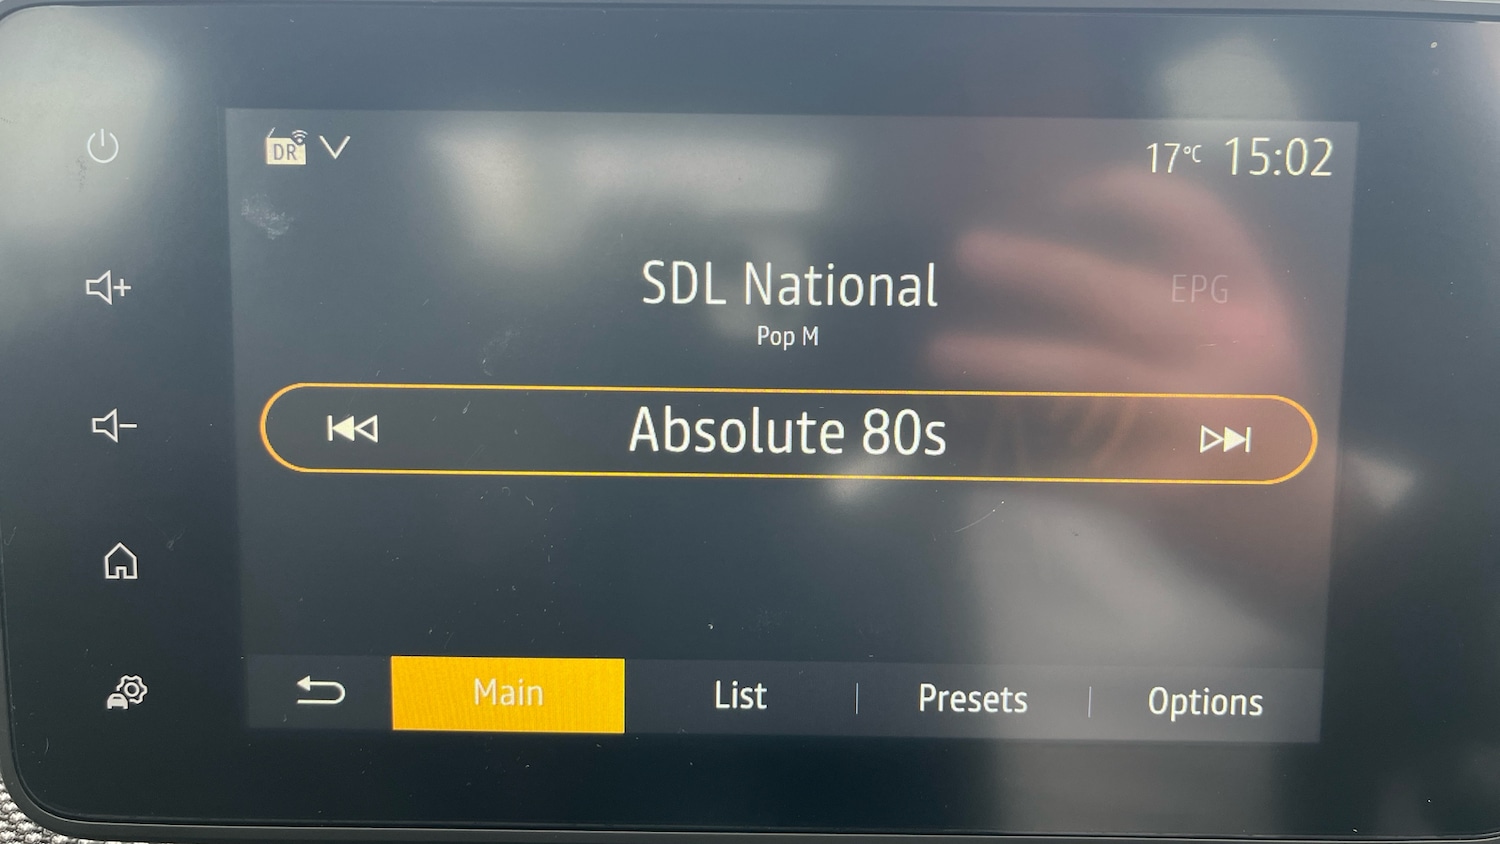 DR
17°C 15:02
SDL National
EPG
Pop M
Absolute 80s
Main List Presets Options